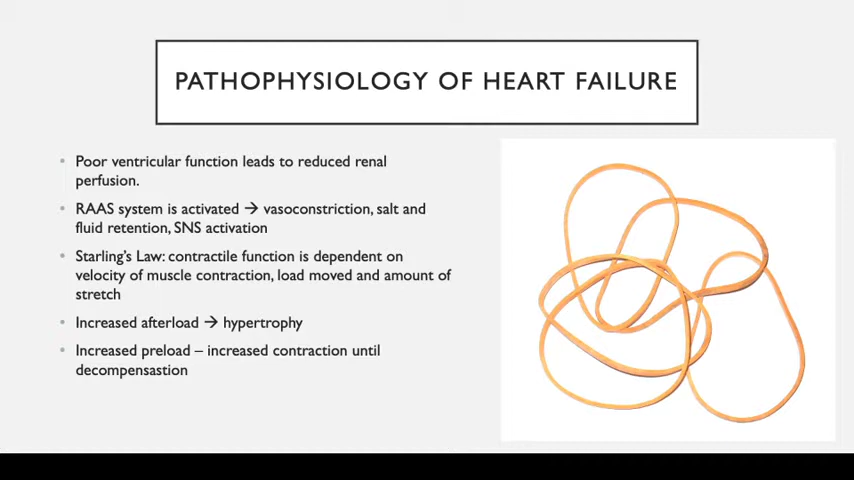 PATHOPHYSIOLOGY OF HEART FAILURE
• Poor ventricular function leads to reduced renal
perfusion.
• RAAS system is activated → vasoconstriction, salt and
fluid retention, SNS activation
• Starling's Law: contractile function is dependent on
velocity of muscle contraction, load moved and amount of
stretch
• Increased afterload → hypertrophy
• Increased preload – increased contraction until
decompensastion